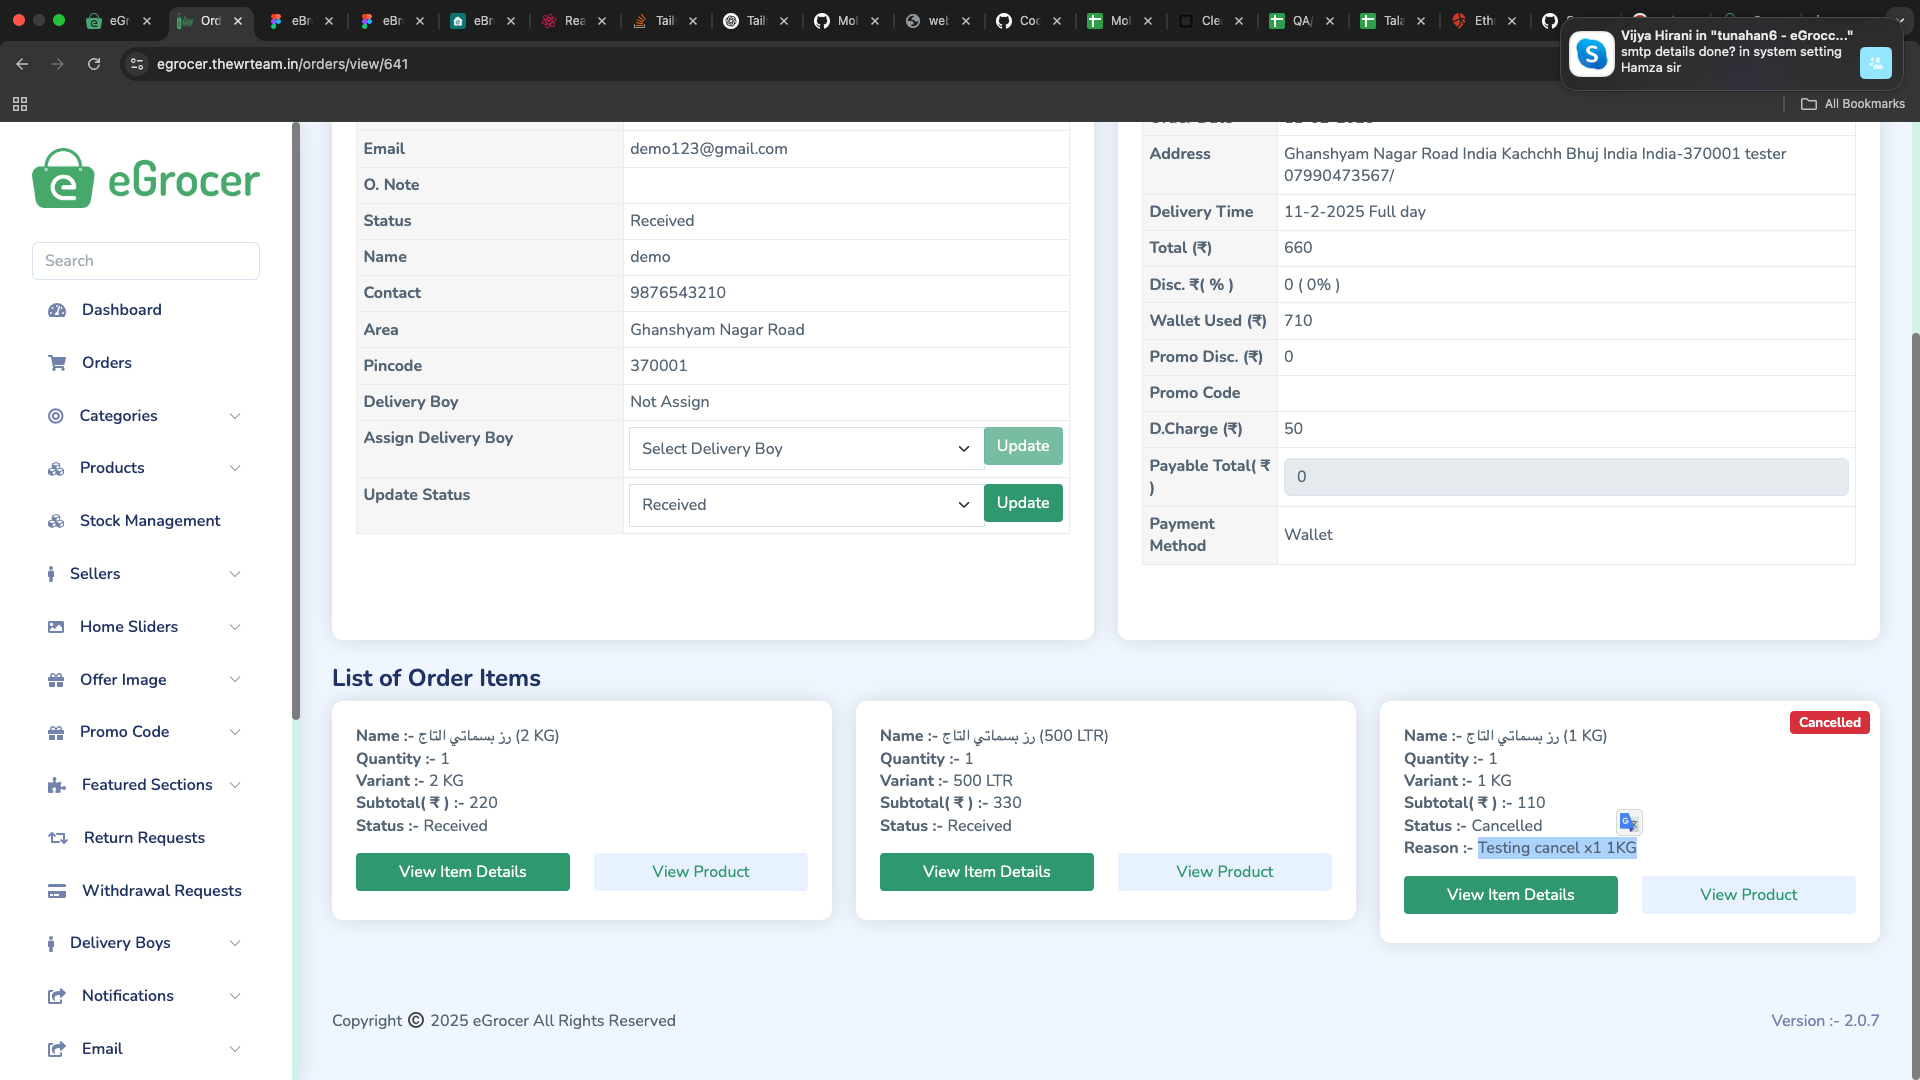 eGr
Ord
eBr
eBr
eBr
Rea
Tail
Tail
Mol
web
Coc
Mol
Clea
QA/
Tala
Eth
Vijya Hirani in "tunahan6 - eGrocc..."
smtp details done? in system setting
Hamza sir
egrocer.thewrteam.in/orders/view/641
All Bookmarks
eGrocer
Search
Dashboard
Orders
Categories
Products
Stock Management
Sellers
Home Sliders
Offer Image
Promo Code
Featured Sections
Return Requests
Withdrawal Requests
Delivery Boys
Notifications
Email
Email demo123@gmail.com
O. Note
Status Received
Name demo
Contact 9876543210
Area Ghanshyam Nagar Road
Pincode 370001
Delivery Boy Not Assign
Assign Delivery Boy Select Delivery Boy Update
Update Status Received Update
Address Ghanshyam Nagar Road India Kachchh Bhuj India India-370001 tester
07990473567/
Delivery Time 11-2-2025 Full day
Total (₹) 660
Disc. ₹( % ) 0 ( 0% )
Wallet Used (₹) 710
Promo Disc. (₹) 0
Promo Code
D.Charge (₹) 50
Payable Total( ₹
) 0
Payment
Method Wallet
List of Order Items
Name :- رز بسماتي التاج (2 KG)
Quantity :- 1
Variant :- 2 KG
Subtotal( ₹ ) :- 220
Status :- Received
View Item Details View Product
Name :- رز بسماتي التاج (500 LTR)
Quantity :- 1
Variant :- 500 LTR
Subtotal( ₹ ) :- 330
Status :- Received
View Item Details View Product
Cancelled
Name :- رز بسماتي التاج (1 KG)
Quantity :- 1
Variant :- 1 KG
Subtotal( ₹ ) :- 110
Status :- Cancelled
Reason :- Testing cancel x1 1KG
View Item Details View Product
Copyright © 2025 eGrocer All Rights Reserved
Version :- 2.0.7